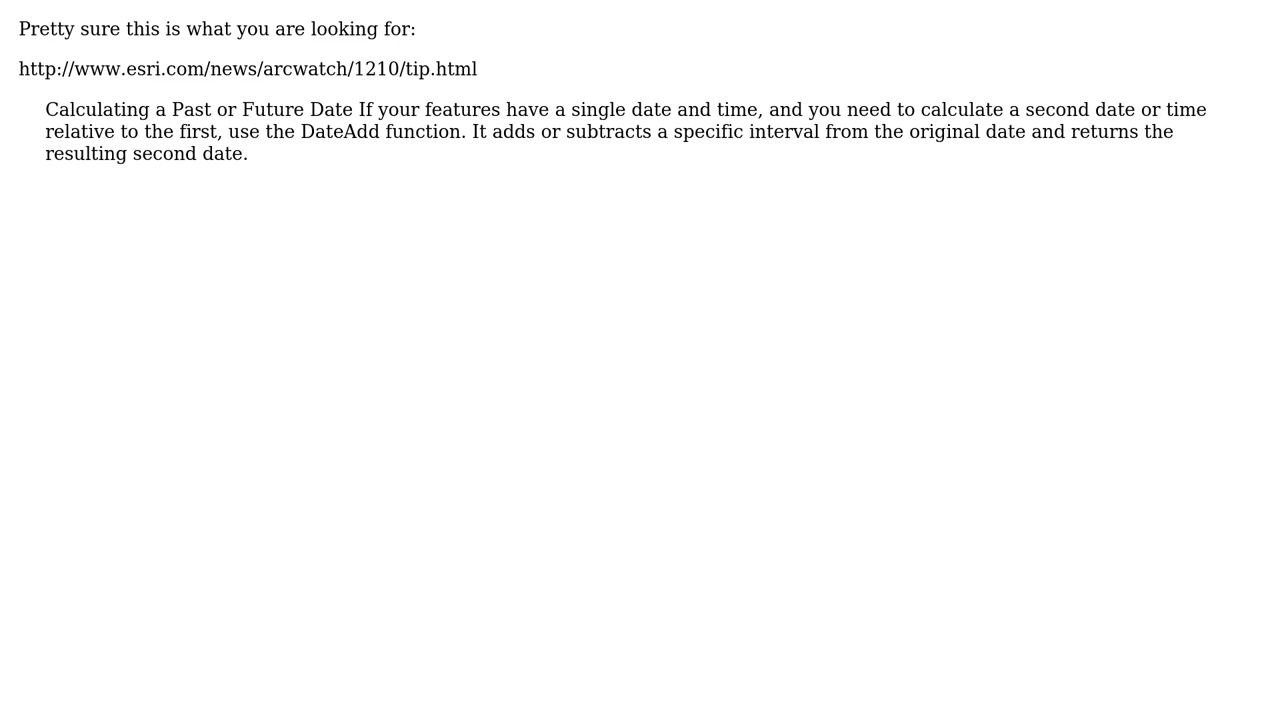 Pretty sure this is what you are looking for:
http://www.esri.com/news/arcwatch/1210/tip.html
Calculating a Past or Future Date If your features have a single date and time, and you need to calculate a second date or time
relative to the first, use the DateAdd function. It adds or subtracts a specific interval from the original date and returns the
resulting second date.